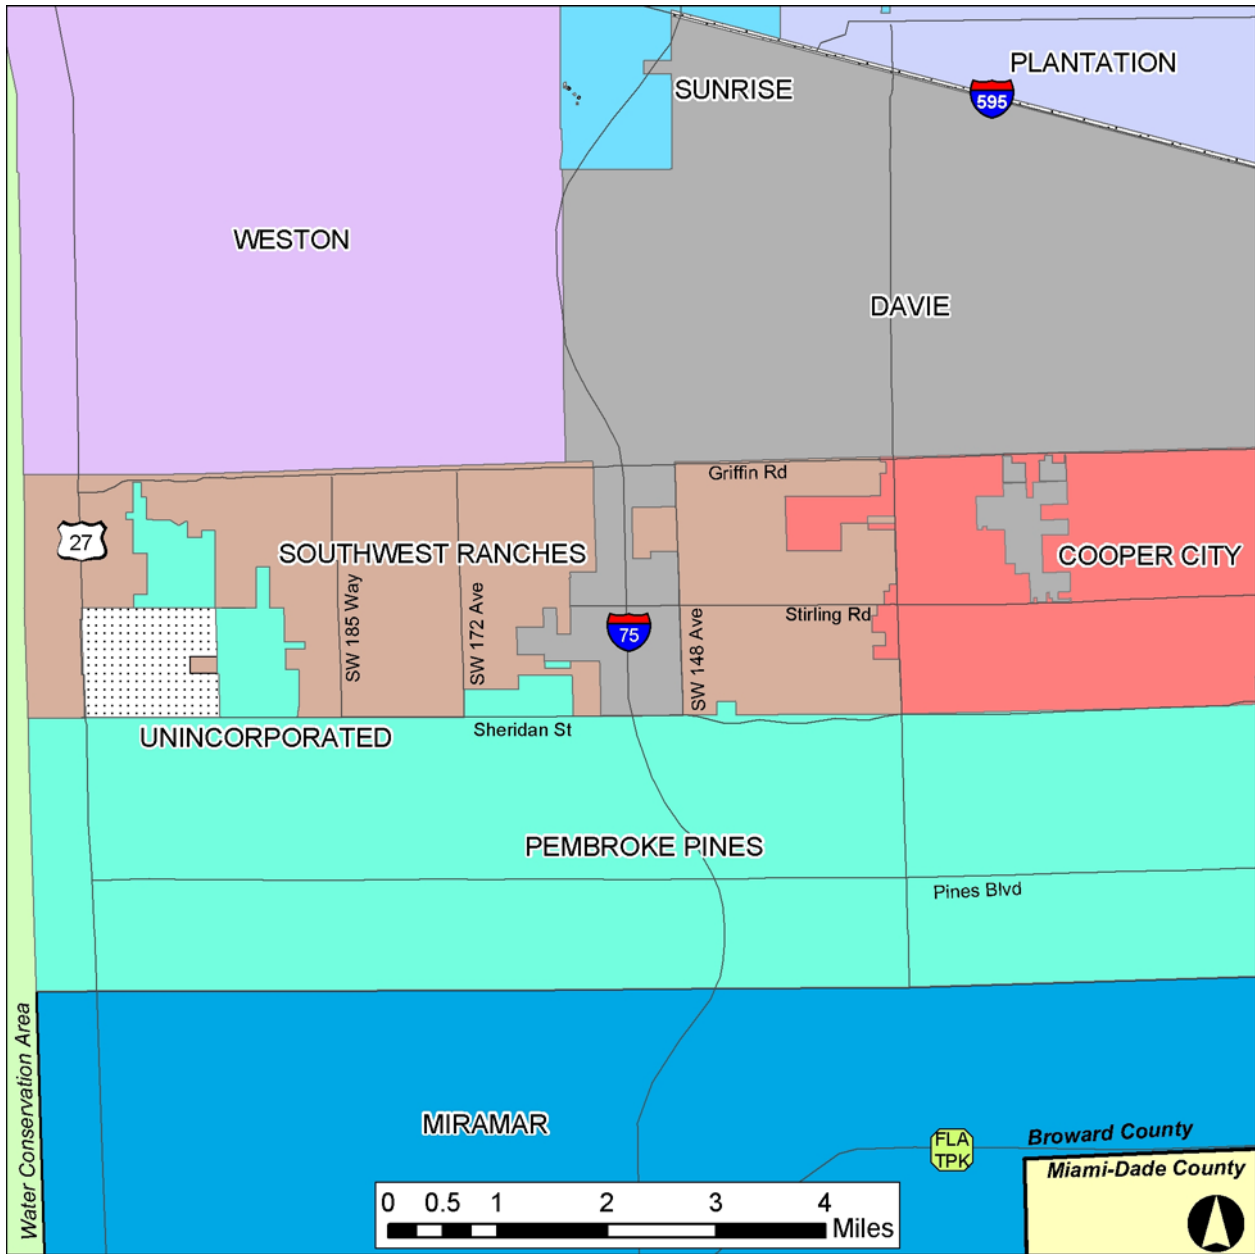 PLANTATION
SUNRISE
595
WESTON
DAVIE
Griffin Rd
27
SOUTHWEST RANCHES
COOPER CITY
SW 185 Way
SW 172 Ave
SW 148 Ave
Stirling Rd
75
UNINCORPORATED
Sheridan St
PEMBROKE PINES
Pines Blvd
Water Conservation Area
MIRAMAR
FLA
TPK
Broward County
Miami-Dade County
0 0.5 1 2 3 4
Miles